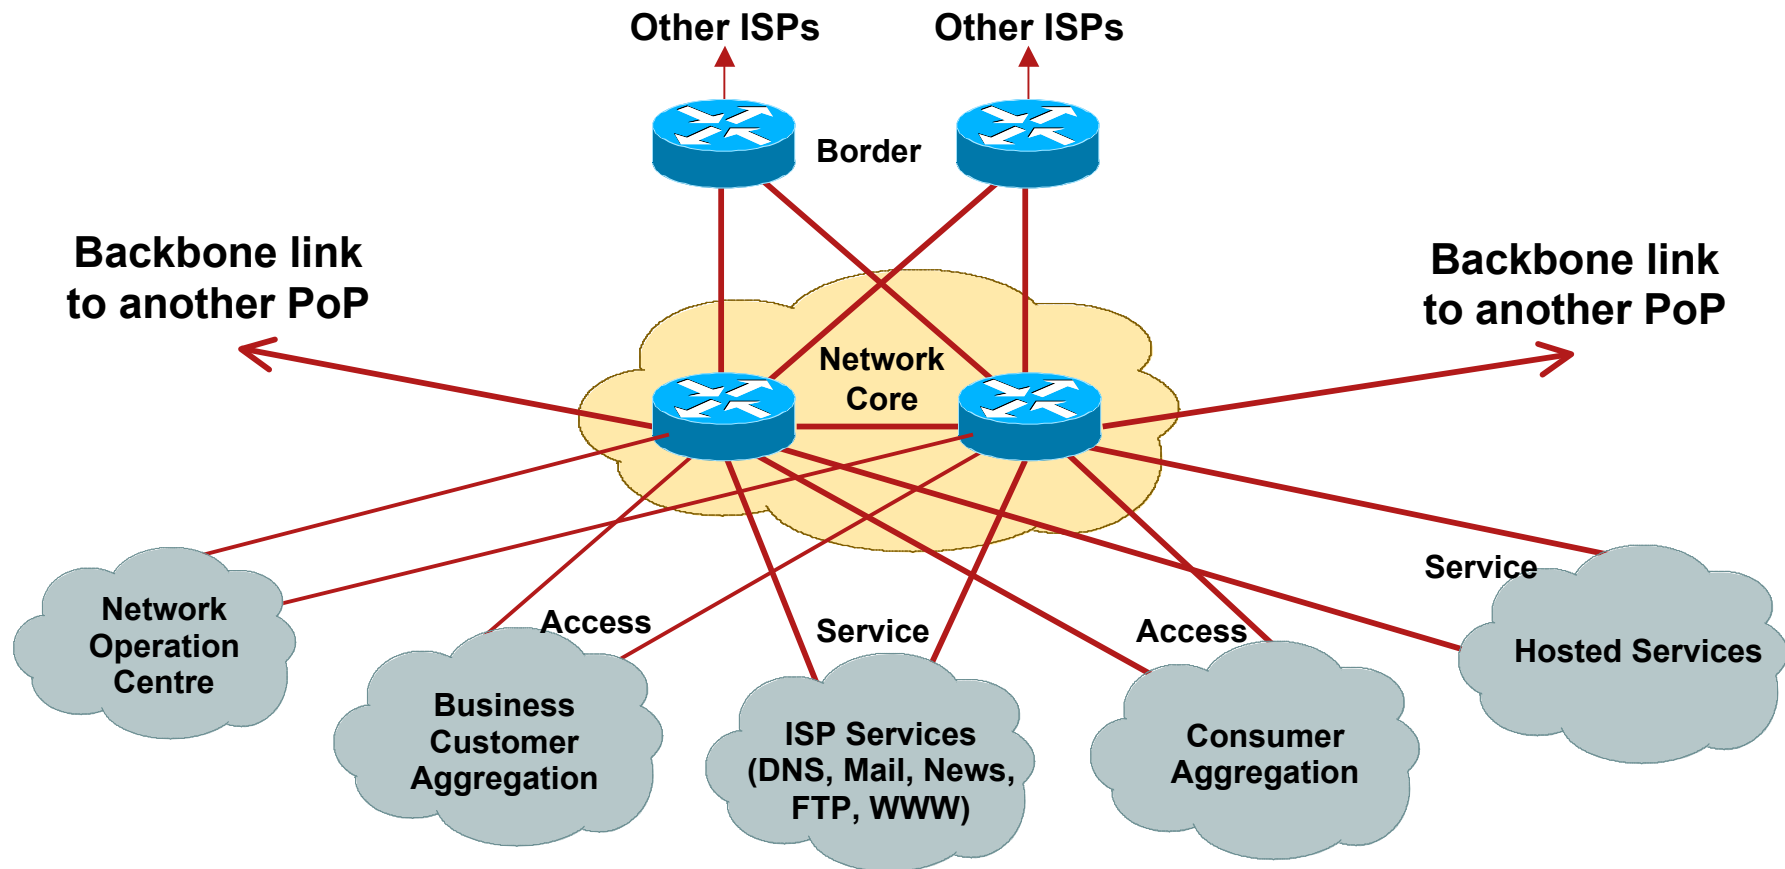 Other ISPs
Other ISPs
Border
Backbone link
to another PoP
Backbone link
to another PoP
Network
Core
Service
Access
Service
Access
Network
Operation
Centre
Business
Customer
Aggregation
ISP Services
(DNS, Mail, News,
FTP, WWW)
Consumer
Aggregation
Hosted Services